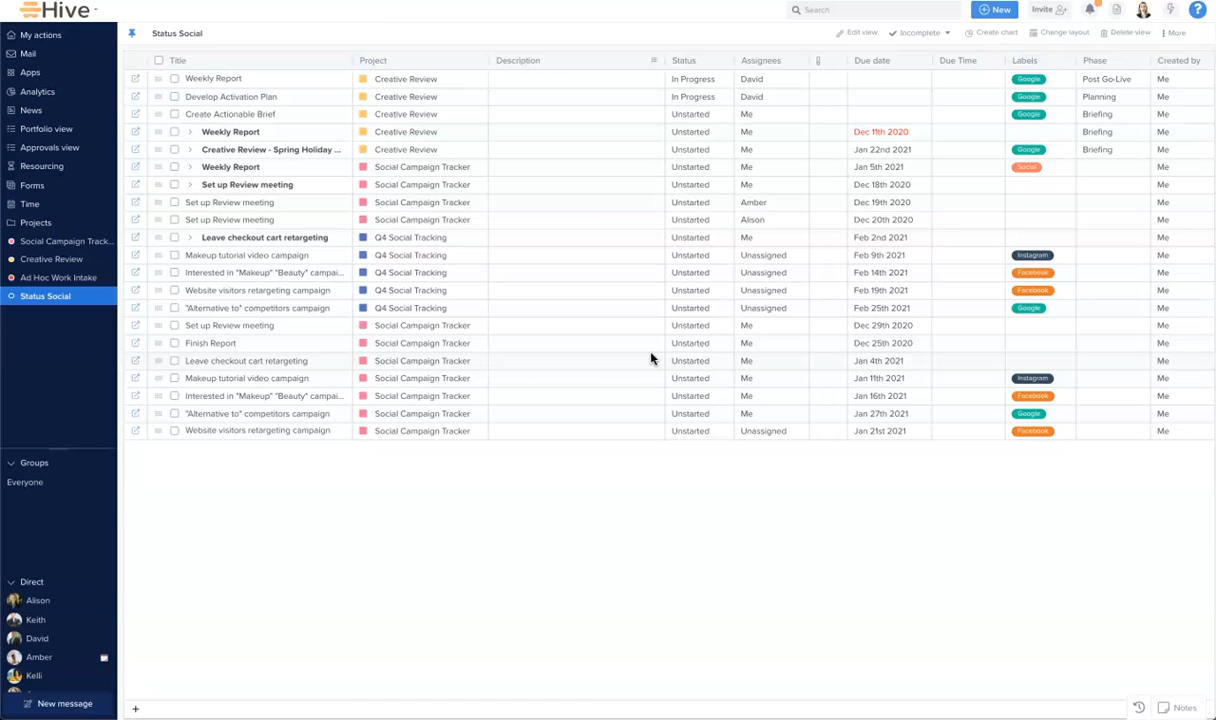 Hive
Search
+ New
Invite
?
Status Social
Edit view
Incomplete
Create chart
Change layout
Delete view
More
My actions
Mail
Apps
Analytics
News
Portfolio view
Approvals view
Resourcing
Forms
Time
Projects
Social Campaign Track...
Creative Review
Ad Hoc Work Intake
Status Social
Groups
Everyone
Direct
Alison
Keith
David
Amber
Kelli
New message
Title Project Description Status Assignees Due date Due Time Labels Phase Created by
Weekly Report Creative Review In Progress David Google Post Go-Live Me
Develop Activation Plan Creative Review In Progress David Google Planning Me
Create Actionable Brief Creative Review Unstarted Me Google Briefing Me
Weekly Report Creative Review Unstarted Me Dec 11th 2020 Briefing Me
Creative Review - Spring Holiday ... Creative Review Unstarted Me Jan 22nd 2021 Google Briefing Me
Weekly Report Social Campaign Tracker Unstarted Me Jan 5th 2021 Social Me
Set up Review meeting Social Campaign Tracker Unstarted Me Dec 18th 2020 Me
Set up Review meeting Social Campaign Tracker Unstarted Amber Dec 19th 2020 Me
Set up Review meeting Social Campaign Tracker Unstarted Alison Dec 20th 2020 Me
Leave checkout cart retargeting Q4 Social Tracking Unstarted Me Feb 2nd 2021 Me
Makeup tutorial video campaign Q4 Social Tracking Unstarted Unassigned Feb 9th 2021 Instagram Me
Interested in "Makeup" "Beauty" campai... Q4 Social Tracking Unstarted Unassigned Feb 14th 2021 Facebook Me
Website visitors retargeting campaign Q4 Social Tracking Unstarted Unassigned Feb 19th 2021 Facebook Me
"Alternative to" competitors campaign Q4 Social Tracking Unstarted Unassigned Feb 25th 2021 Google Me
Set up Review meeting Social Campaign Tracker Unstarted Me Dec 29th 2020 Me
Finish Report Social Campaign Tracker Unstarted Me Dec 25th 2020 Me
Leave checkout cart retargeting Social Campaign Tracker Unstarted Me Jan 4th 2021 Me
Makeup tutorial video campaign Social Campaign Tracker Unstarted Me Jan 11th 2021 Instagram Me
Interested in "Makeup" "Beauty" campai... Social Campaign Tracker Unstarted Me Jan 16th 2021 Facebook Me
"Alternative to" competitors campaign Social Campaign Tracker Unstarted Me Jan 27th 2021 Google Me
Website visitors retargeting campaign Social Campaign Tracker Unstarted Unassigned Jan 21st 2021 Facebook Me
+
Notes